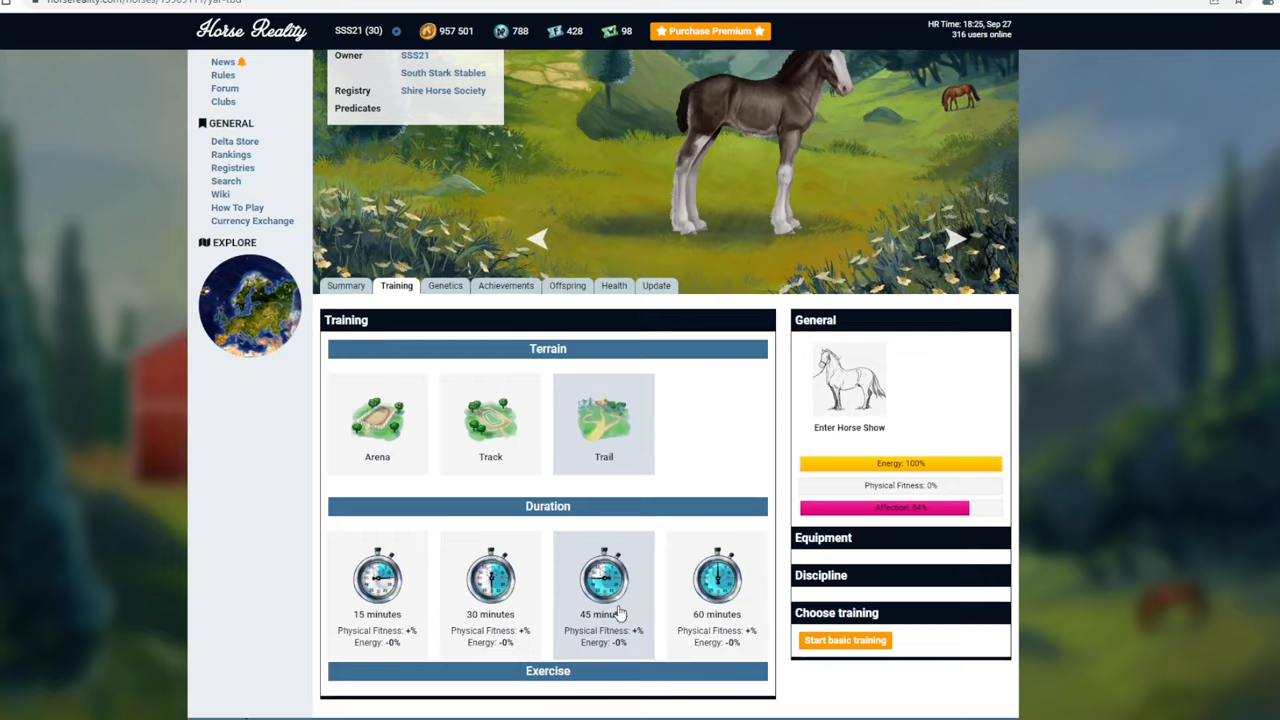 Horse Reality
SSS21 (30)
957 501
788
428
98
Purchase Premium
HR Time: 18:25, Sep 27
316 users online
News
Rules
Forum
Clubs
GENERAL
Delta Store
Rankings
Registries
Search
Wiki
How To Play
Currency Exchange
EXPLORE
Owner SSS21
South Stark Stables
Registry Shire Horse Society
Predicates
Summary Training Genetics Achievements Offspring Health Update
Training
Terrain
Arena Track Trail
Duration
15 minutes 30 minutes 45 minutes 60 minutes
Physical Fitness: +% Physical Fitness: +% Physical Fitness: +% Physical Fitness: +%
Energy: -0% Energy: -0% Energy: -0% Energy: -0%
Exercise
General
Enter Horse Show
Energy: 100%
Physical Fitness: 0%
Equipment
Discipline
Choose training
Start basic training